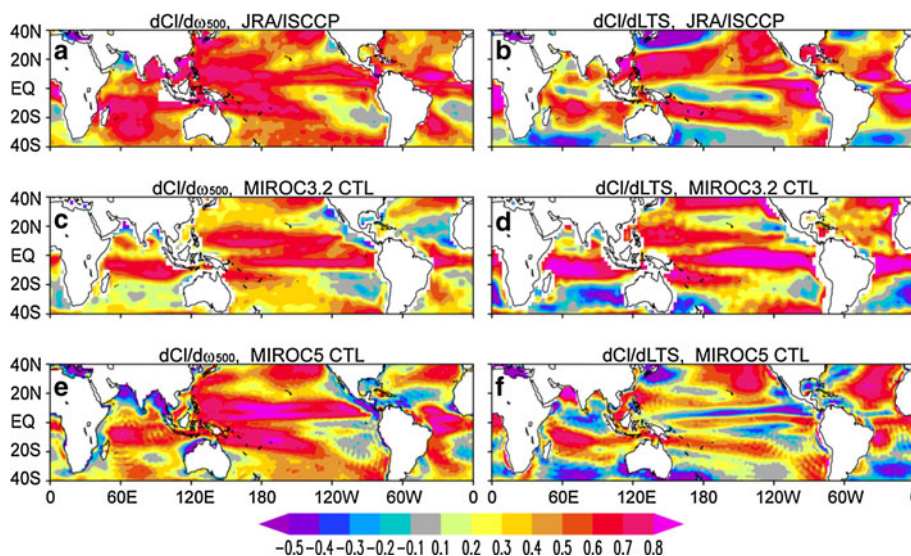 dCl/dω500, JRA/ISCCP
dCl/dLTS, JRA/ISCCP
40N
20N
EQ
20S
40S
a
b
dCl/dω500, MIROC3.2 CTL
dCl/dLTS, MIROC3.2 CTL
40N
20N
EQ
20S
40S
c
d
dCl/dω500, MIROC5 CTL
dCl/dLTS, MIROC5 CTL
40N
20N
EQ
20S
40S
e
f
0 60E 120E 180 120W 60W 0
60E 120E 180 120W 60W 0
-0.5 -0.4 -0.3 -0.2 -0.1 0.1 0.2 0.3 0.4 0.5 0.6 0.7 0.8